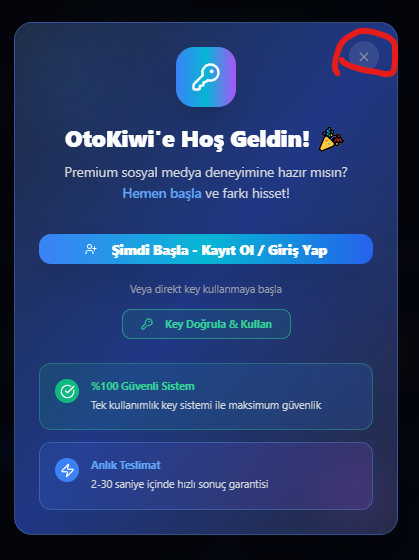 OtoKiwi'e Hoş Geldin! 🎉
Premium sosyal medya deneyimine hazır mısın?
Hemen başla ve farkı hisset!
Şimdi Başla - Kayıt Ol / Giriş Yap
Veya direkt key kullanmaya başla
Key Doğrula & Kullan
%100 Güvenli Sistem
Tek kullanımlık key sistemi ile maksimum güvenlik
Anlık Teslimat
2-30 saniye içinde hızlı sonuç garantisi